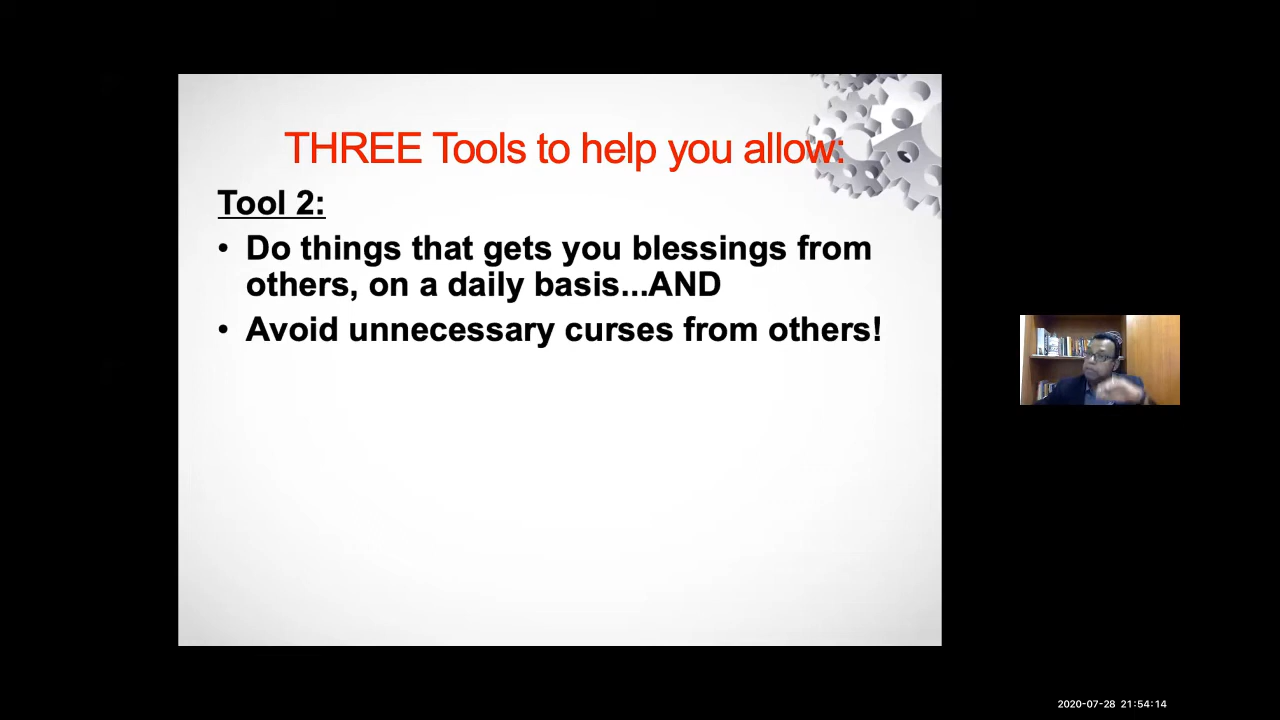 THREE Tools to help you allow:
Tool 2:
• Do things that gets you blessings from
others, on a daily basis...AND
• Avoid unnecessary curses from others!
2020-07-28 21:54:14